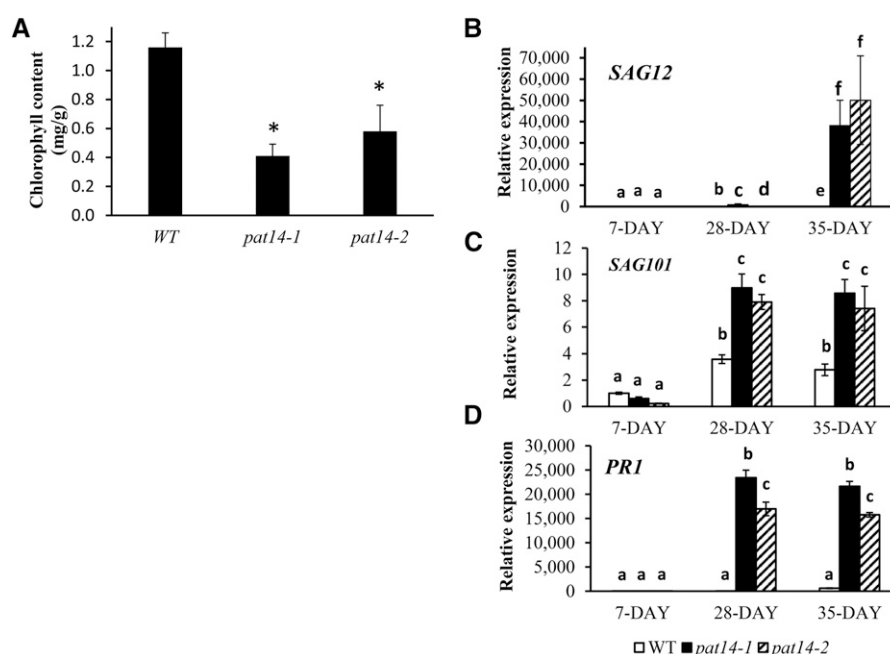 A
Chlorophyll content
(mg/g)
1.2
1.0
0.8
0.6
0.4
0.2
0.0
*
*
WT
pat14-1
pat14-2
B
Relative expression
70,000
60,000
50,000
40,000
30,000
20,000
10,000
0
SAG12
a a a
b c d
e f f
7-DAY 28-DAY 35-DAY
C
Relative expression
12
10
8
6
4
2
0
SAG101
a a a
b c c
b c c
7-DAY 28-DAY 35-DAY
D
Relative expression
30,000
25,000
20,000
15,000
10,000
5,000
0
PR1
a a a
a b c
a b c
7-DAY 28-DAY 35-DAY
WT pat14-1 pat14-2